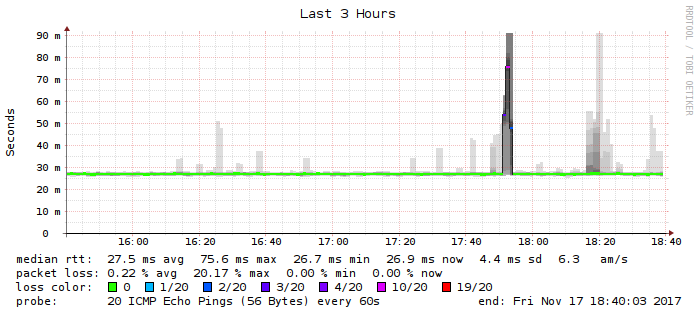 Last 3 Hours
RRDTOOL / TOBI OETIKER
Seconds
90 m
80 m
70 m
60 m
50 m
40 m
30 m
20 m
10 m
0
16:00 16:20 16:40 17:00 17:20 17:40 18:00 18:20 18:40
median rtt: 27.5 ms avg 75.6 ms max 26.7 ms min 26.9 ms now 4.4 ms sd 6.3 am/s
packet loss: 0.22 % avg 20.17 % max 0.00 % min 0.00 % now
loss color: 0 1/20 2/20 3/20 4/20 10/20 19/20
probe: 20 ICMP Echo Pings (56 Bytes) every 60s end: Fri Nov 17 18:40:03 2017